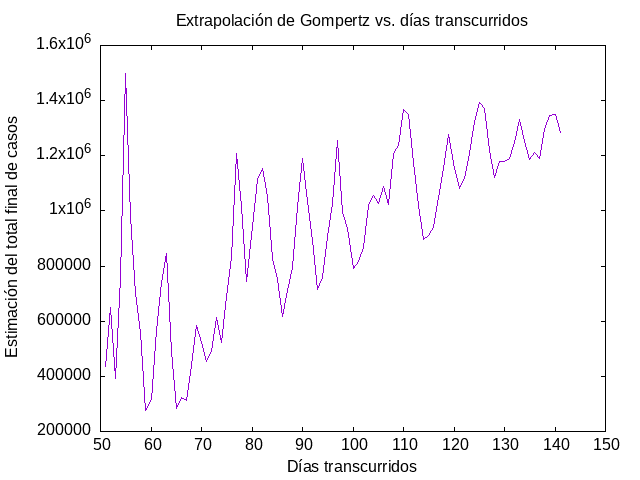 Extrapolación de Gompertz vs. días transcurridos
Estimación del total final de casos
1.6x10⁶
1.4x10⁶
1.2x10⁶
1x10⁶
800000
600000
400000
200000
50 60 70 80 90 100 110 120 130 140 150
Días transcurridos